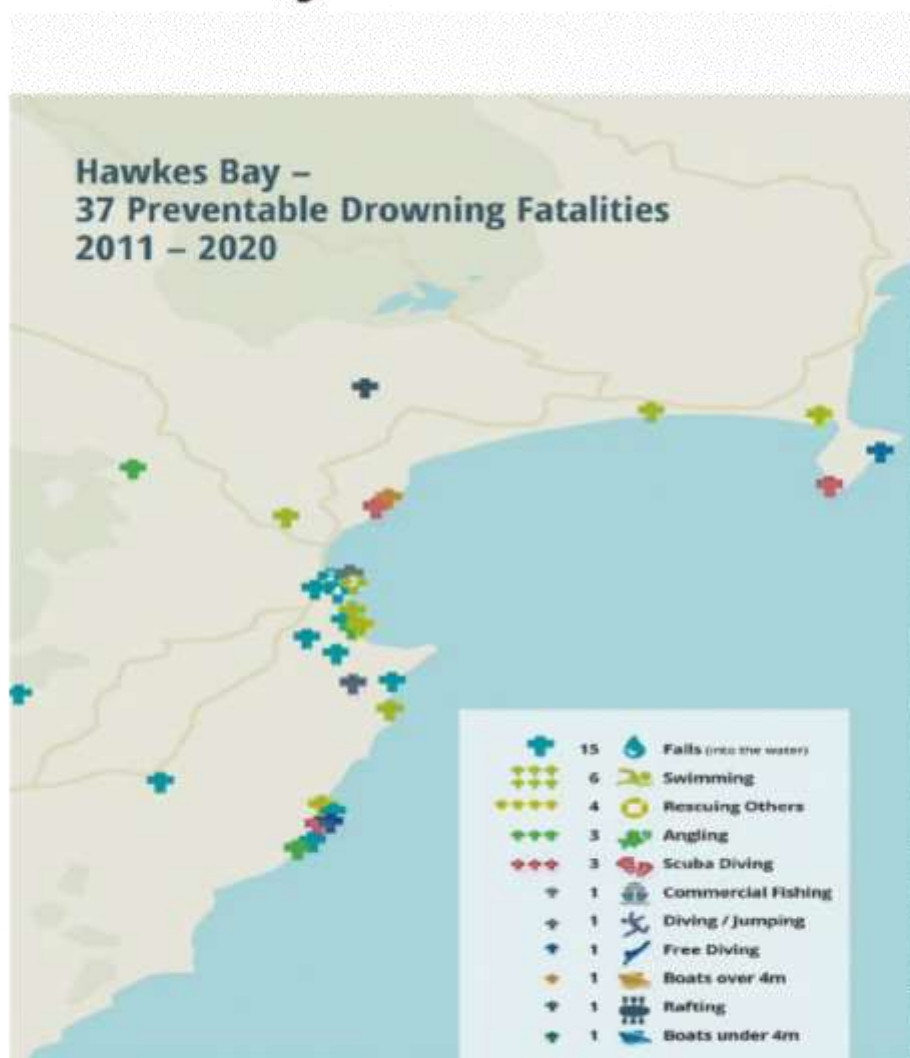 Hawkes Bay –
37 Preventable Drowning Fatalities
2011 – 2020
15 Falls (into the water)
6 Swimming
4 Rescuing Others
3 Angling
3 Scuba Diving
1 Commercial Fishing
1 Diving / Jumping
1 Free Diving
1 Boats over 4m
1 Rafting
1 Boats under 4m